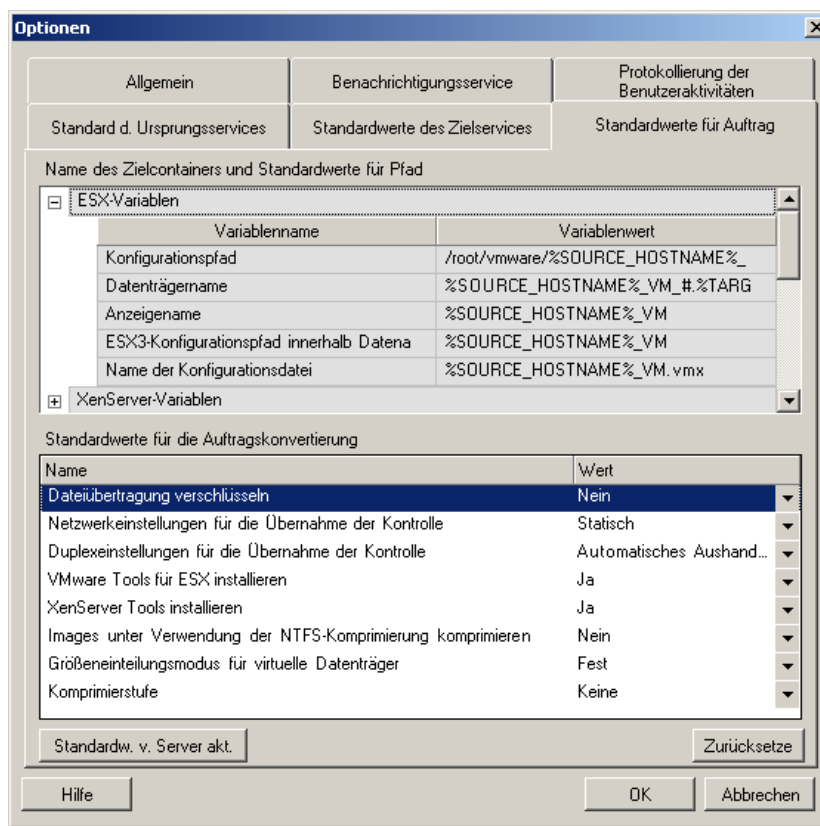 Optionen
Allgemein
Benachrichtigungsservice
Protokollierung der
Benutzeraktivitäten
Standard d. Ursprungsservices
Standardwerte des Zielservices
Standardwerte für Auftrag
Name des Zielcontainers und Standardwerte für Pfad
ESX-Variablen
Variablenname Variablenwert
Konfigurationspfad /root/vmware/%SOURCE_HOSTNAME%_
Datenträgername %SOURCE_HOSTNAME%_VM_#.%TARG
Anzeigename %SOURCE_HOSTNAME%_VM
ESX3-Konfigurationspfad innerhalb Datena %SOURCE_HOSTNAME%_VM
Name der Konfigurationsdatei %SOURCE_HOSTNAME%_VM.vmx
XenServer-Variablen
Standardwerte für die Auftragskonvertierung
Name Wert
Dateiübertragung verschlüsseln Nein
Netzwerkeinstellungen für die Übernahme der Kontrolle Statisch
Duplexeinstellungen für die Übernahme der Kontrolle Automatisches Aushand...
VMware Tools für ESX installieren Ja
XenServer Tools installieren Ja
Images unter Verwendung der NTFS-Komprimierung komprimieren Nein
Größeneinteilungsmodus für virtuelle Datenträger Fest
Komprimierstufe Keine
Standardw. v. Server akt. Zurücksetze
Hilfe OK Abbrechen